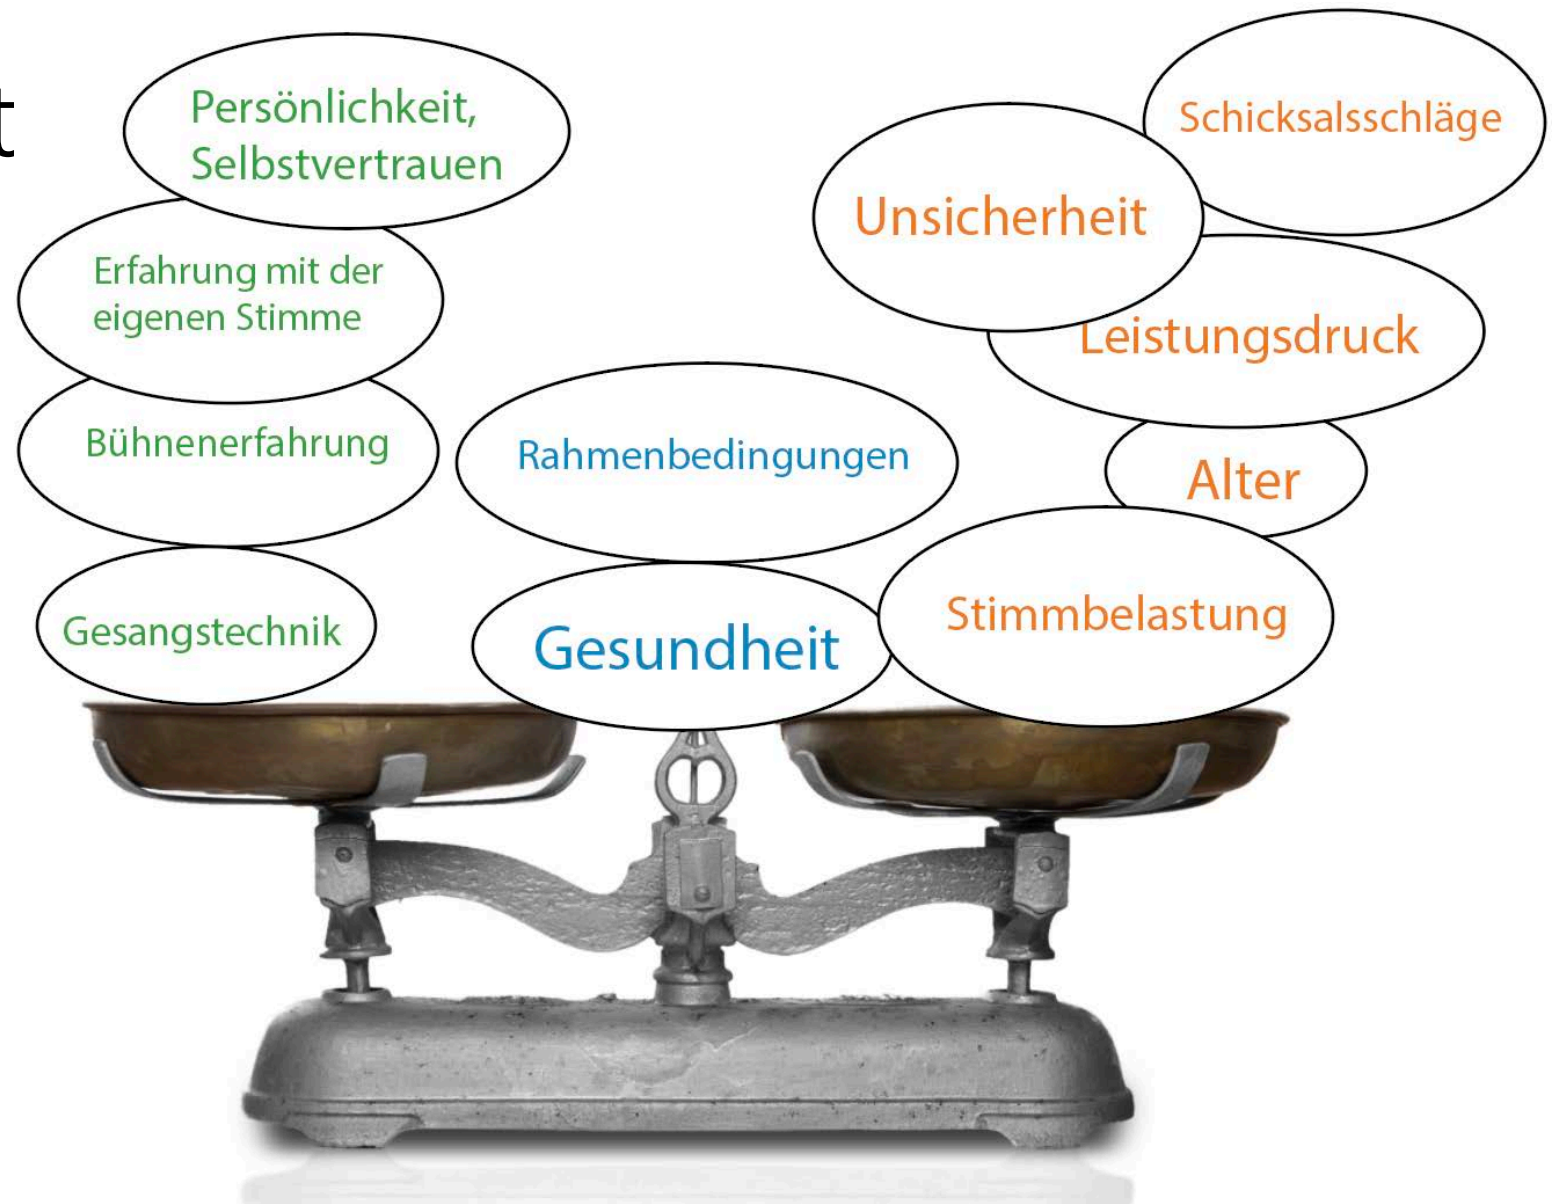 t
Persönlichkeit,
Selbstvertrauen
Erfahrung mit der
eigenen Stimme
Bühnenerfahrung
Gesangstechnik
Rahmenbedingungen
Gesundheit
Schicksalsschläge
Unsicherheit
Leistungsdruck
Alter
Stimmbelastung